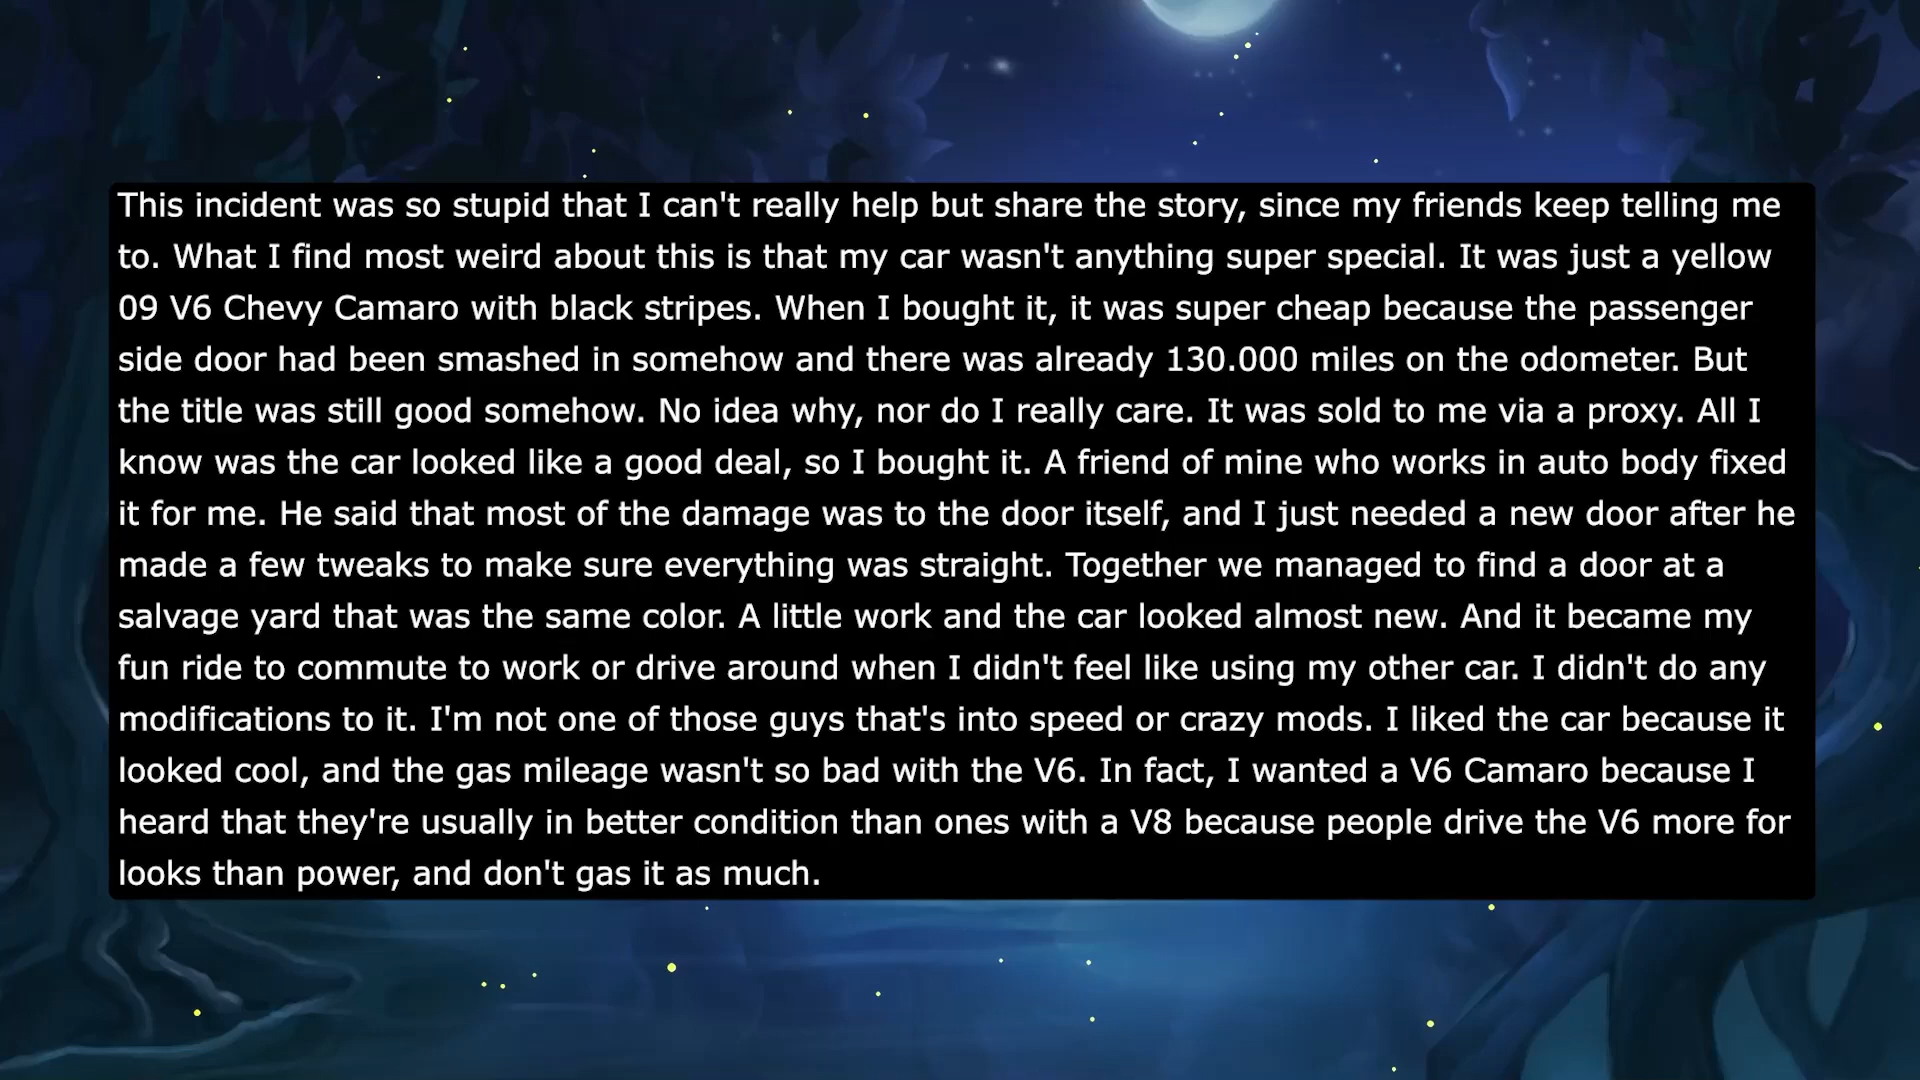 This incident was so stupid that I can't really help but share the story, since my friends keep telling me
to. What I find most weird about this is that my car wasn't anything super special. It was just a yellow
09 V6 Chevy Camaro with black stripes. When I bought it, it was super cheap because the passenger
side door had been smashed in somehow and there was already 130.000 miles on the odometer. But
the title was still good somehow. No idea why, nor do I really care. It was sold to me via a proxy. All I
know was the car looked like a good deal, so I bought it. A friend of mine who works in auto body fixed
it for me. He said that most of the damage was to the door itself, and I just needed a new door after he
made a few tweaks to make sure everything was straight. Together we managed to find a door at a
salvage yard that was the same color. A little work and the car looked almost new. And it became my
fun ride to commute to work or drive around when I didn't feel like using my other car. I didn't do any
modifications to it. I'm not one of those guys that's into speed or crazy mods. I liked the car because it
looked cool, and the gas mileage wasn't so bad with the V6. In fact, I wanted a V6 Camaro because I
heard that they're usually in better condition than ones with a V8 because people drive the V6 more for
looks than power, and don't gas it as much.